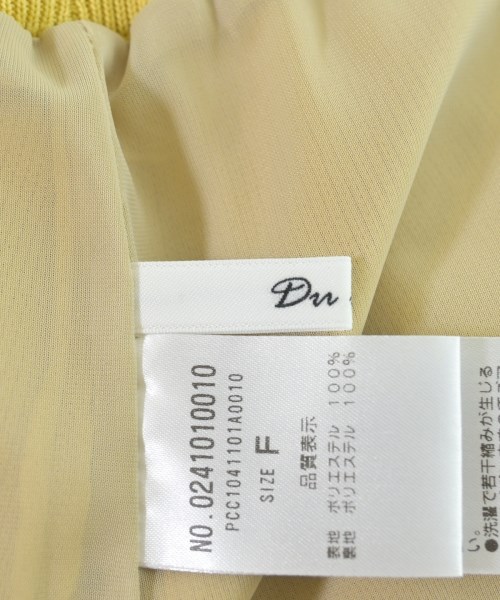 Du
NO.0241010010
PCC1041101A0010
SIZE F
品質表示
表地 ポリエステル 100%
裏地 ポリエステル 100%
●洗濯で若干縮みが生じる
い。